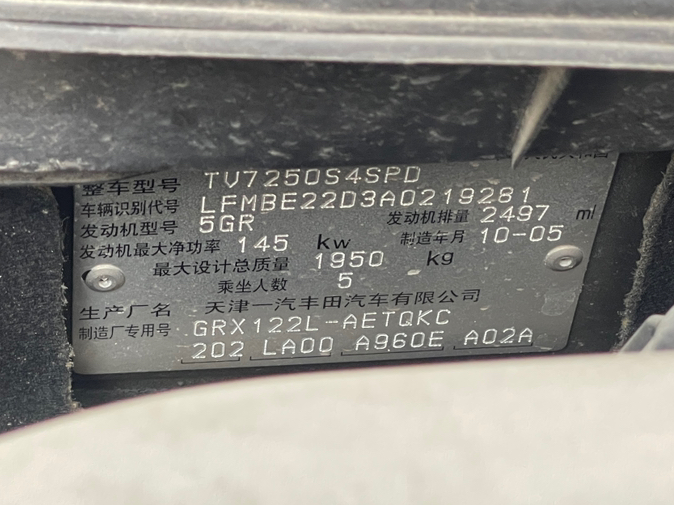 整车型号 TV7250S4SPD
车辆识别代号 LFMBE22D3A0219281
发动机型号 5GR 发动机排量 2497 ml
发动机最大净功率 145 kw 制造年月 10-05
最大设计总质量 1950 kg
乘坐人数 5
生产厂名 天津一汽丰田汽车有限公司
制造厂专用号 GRX122L-AETQKC
202 LA00 A960E A02A